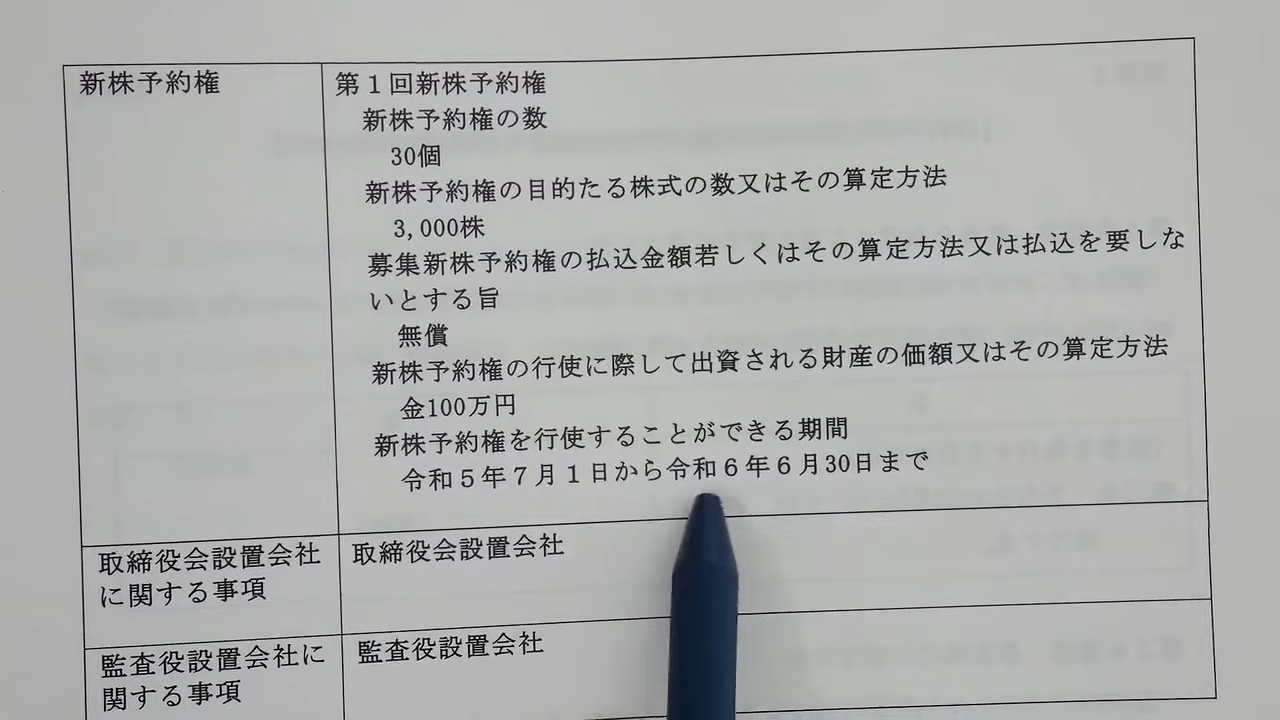 新株予約権
第１回新株予約権
新株予約権の数
30個
新株予約権の目的たる株式の数又はその算定方法
3,000株
募集新株予約権の払込金額若しくはその算定方法又は払込を要しな
いとする旨
無償
新株予約権の行使に際して出資される財産の価額又はその算定方法
金100万円
新株予約権を行使することができる期間
令和５年７月１日から令和６年６月30日まで
取締役会設置会社
に関する事項
取締役会設置会社
監査役設置会社に
関する事項
監査役設置会社